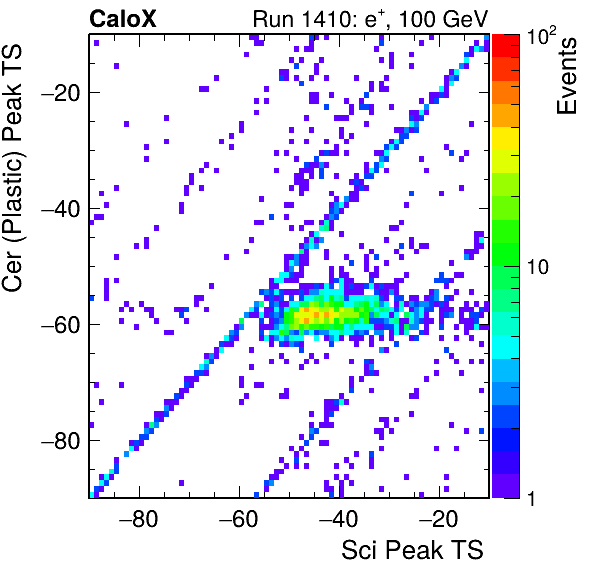 CaloX Run 1410: e⁺, 100 GeV
Cer (Plastic) Peak TS
−20
−40
−60
−80
−80 −60 −40 −20
Sci Peak TS
10²
10
1
Events